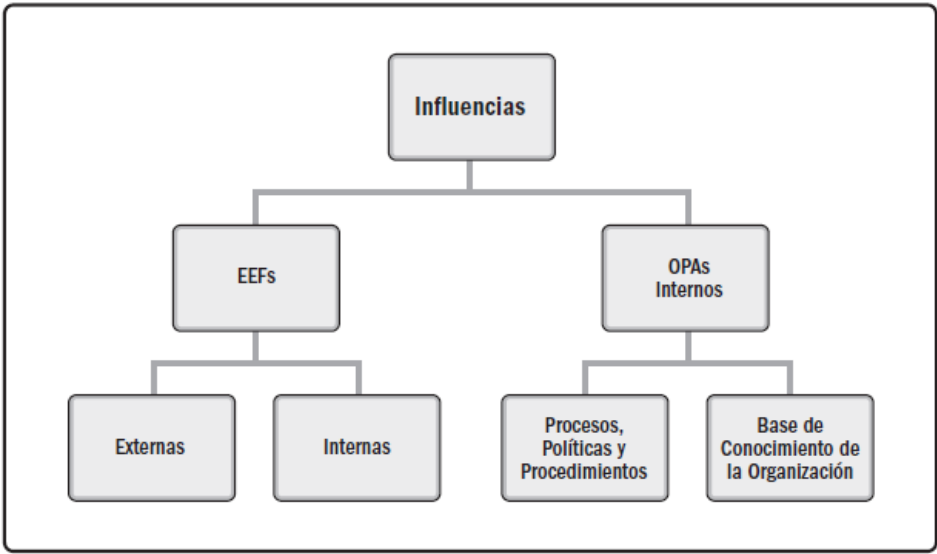 Influencias
EEFs
OPAs
Internos
Externas
Internas
Procesos,
Políticas y
Procedimientos
Base de
Conocimiento de
la Organización